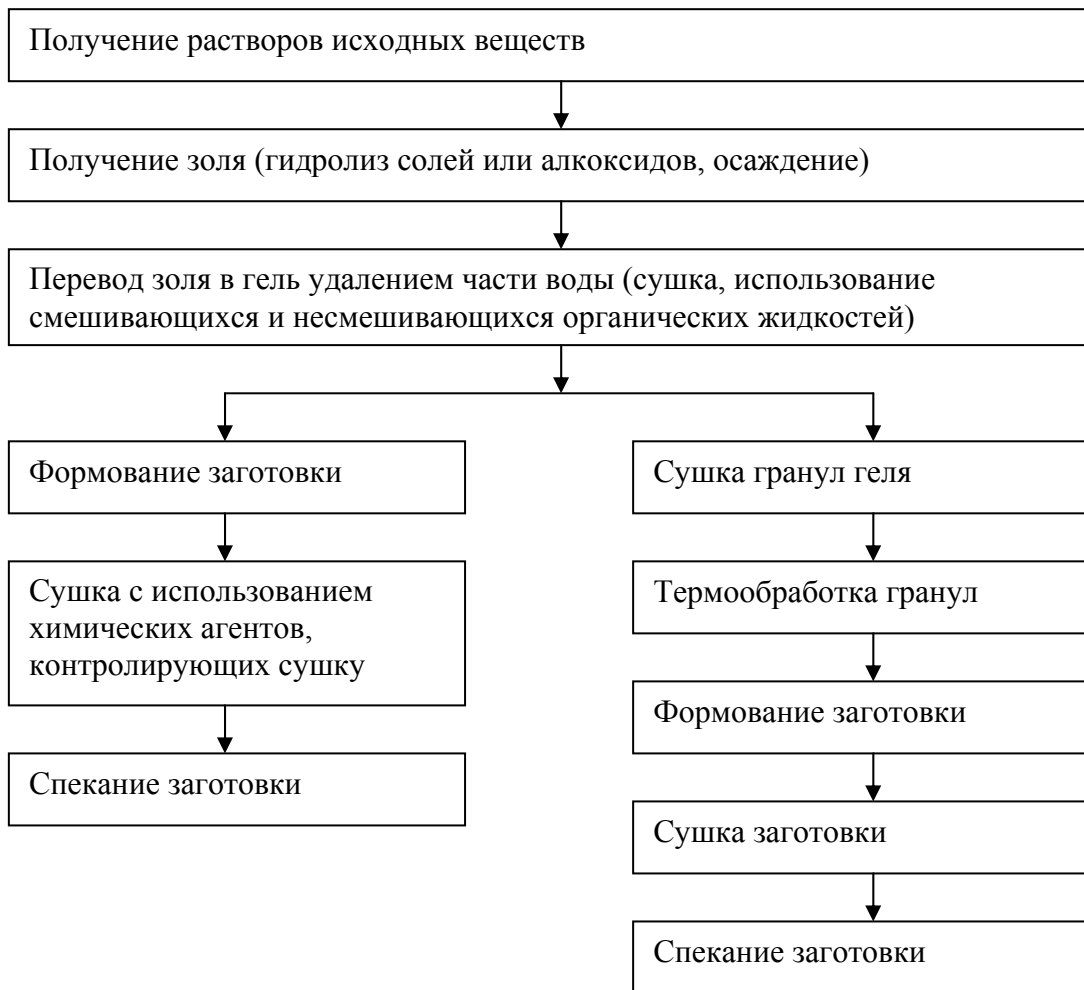 Получение растворов исходных веществ
Получение золя (гидролиз солей или алкоксидов, осаждение)
Перевод золя в гель удалением части воды (сушка, использование
смешивающихся и несмешивающихся органических жидкостей)
Формование заготовки
Сушка с использованием
химических агентов,
контролирующих сушку
Спекание заготовки
Сушка гранул геля
Термообработка гранул
Формование заготовки
Сушка заготовки
Спекание заготовки